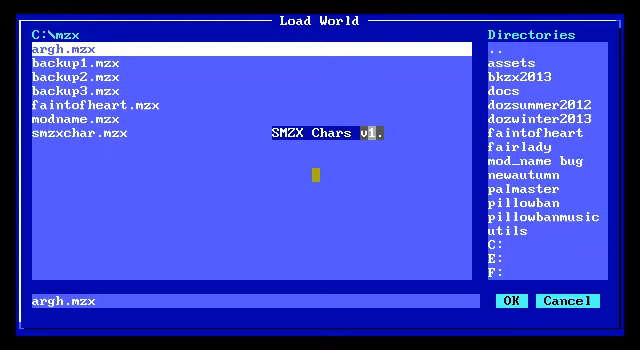 Load World
C:\mzx
Directories
argh.mzx
..
backup1.mzx
assets
backup2.mzx
bkzx2013
backup3.mzx
docs
faintofheart.mzx
dozsummer2012
modname.mzx
dozwinter2013
smzxchar.mzx
SMZX Chars v1.
faintofheart
fairlady
mod_name bug
newautumn
palmaster
pillowban
pillowbanmusic
utils
C:
E:
F:
argh.mzx
OK
Cancel